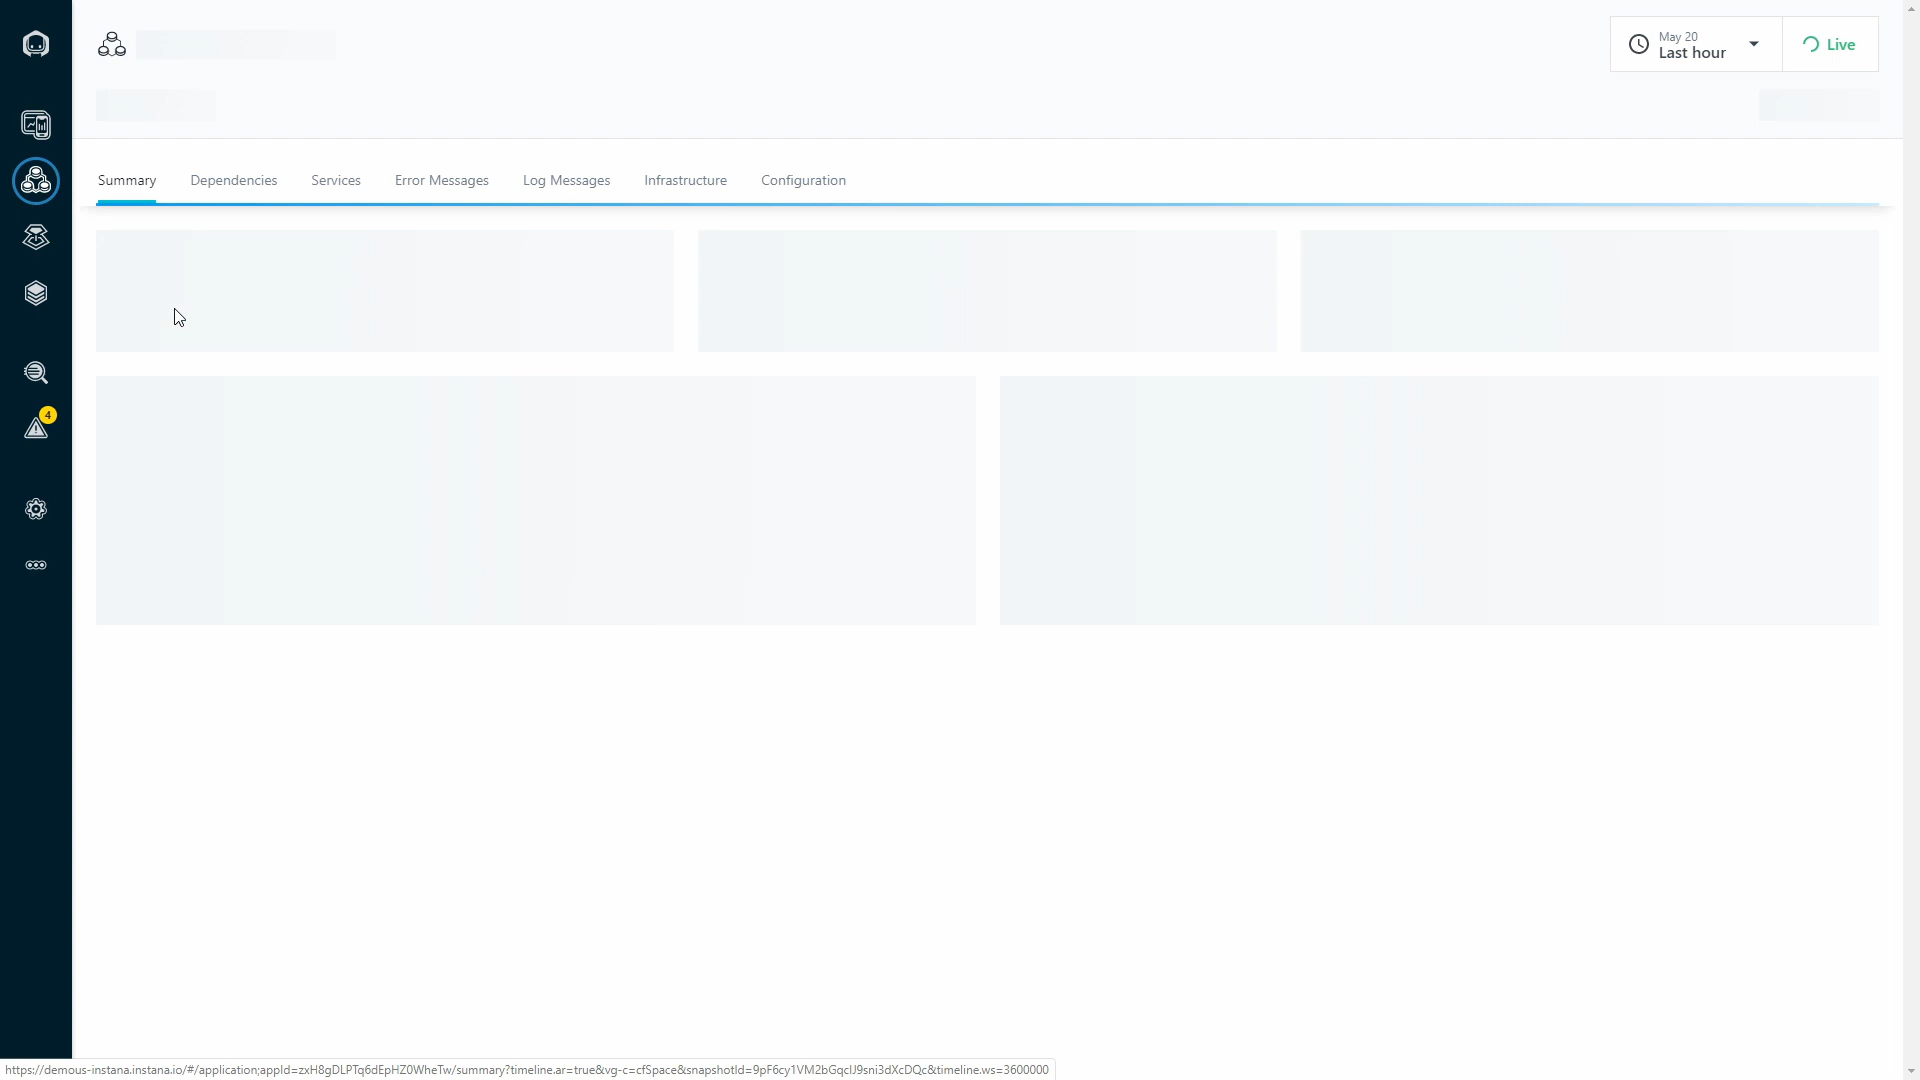 May 20
Last hour
Live
Summary
Dependencies
Services
Error Messages
Log Messages
Infrastructure
Configuration
4
https://demous-instana.instana.io/#/application;appId=zxH8gDLPTq6dEpHZ0WheTw/summary?timeline.ar=true&vg-c=cfSpace&snapshotId=9pF6cy1VM2bGqclJ9sni3dXcDQc&timeline.ws=3600000